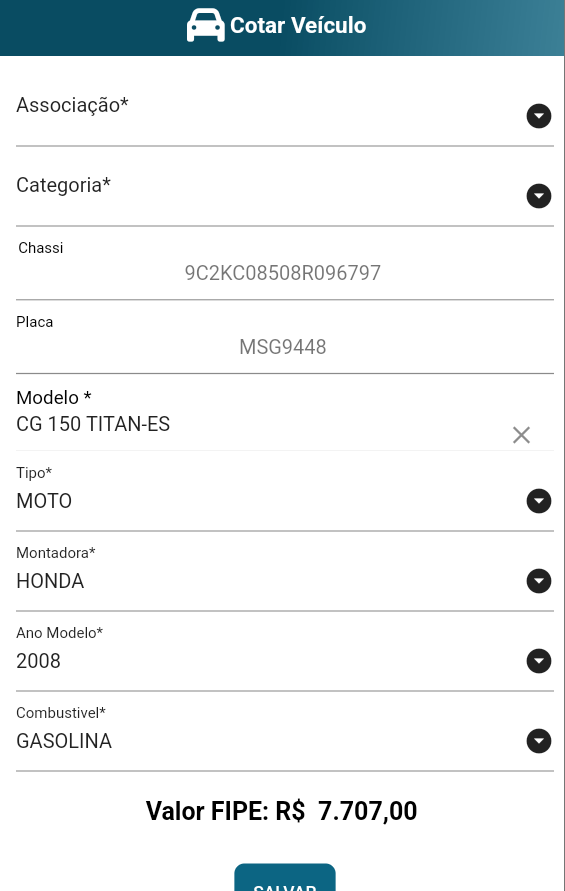 Cotar Veículo
Associação*
Categoria*
Chassi
9C2KC08508R096797
Placa
MSG9448
Modelo *
CG 150 TITAN-ES
Tipo*
MOTO
Montadora*
HONDA
Ano Modelo*
2008
Combustivel*
GASOLINA
Valor FIPE: R$ 7.707,00
SALVAR